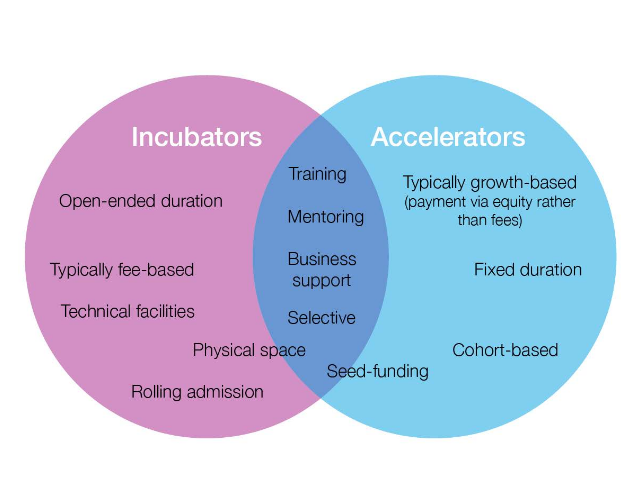 Incubators
Accelerators
Open-ended duration
Typically fee-based
Technical facilities
Physical space
Rolling admission
Training
Mentoring
Business
support
Selective
Seed-funding
Typically growth-based
(payment via equity rather
than fees)
Fixed duration
Cohort-based